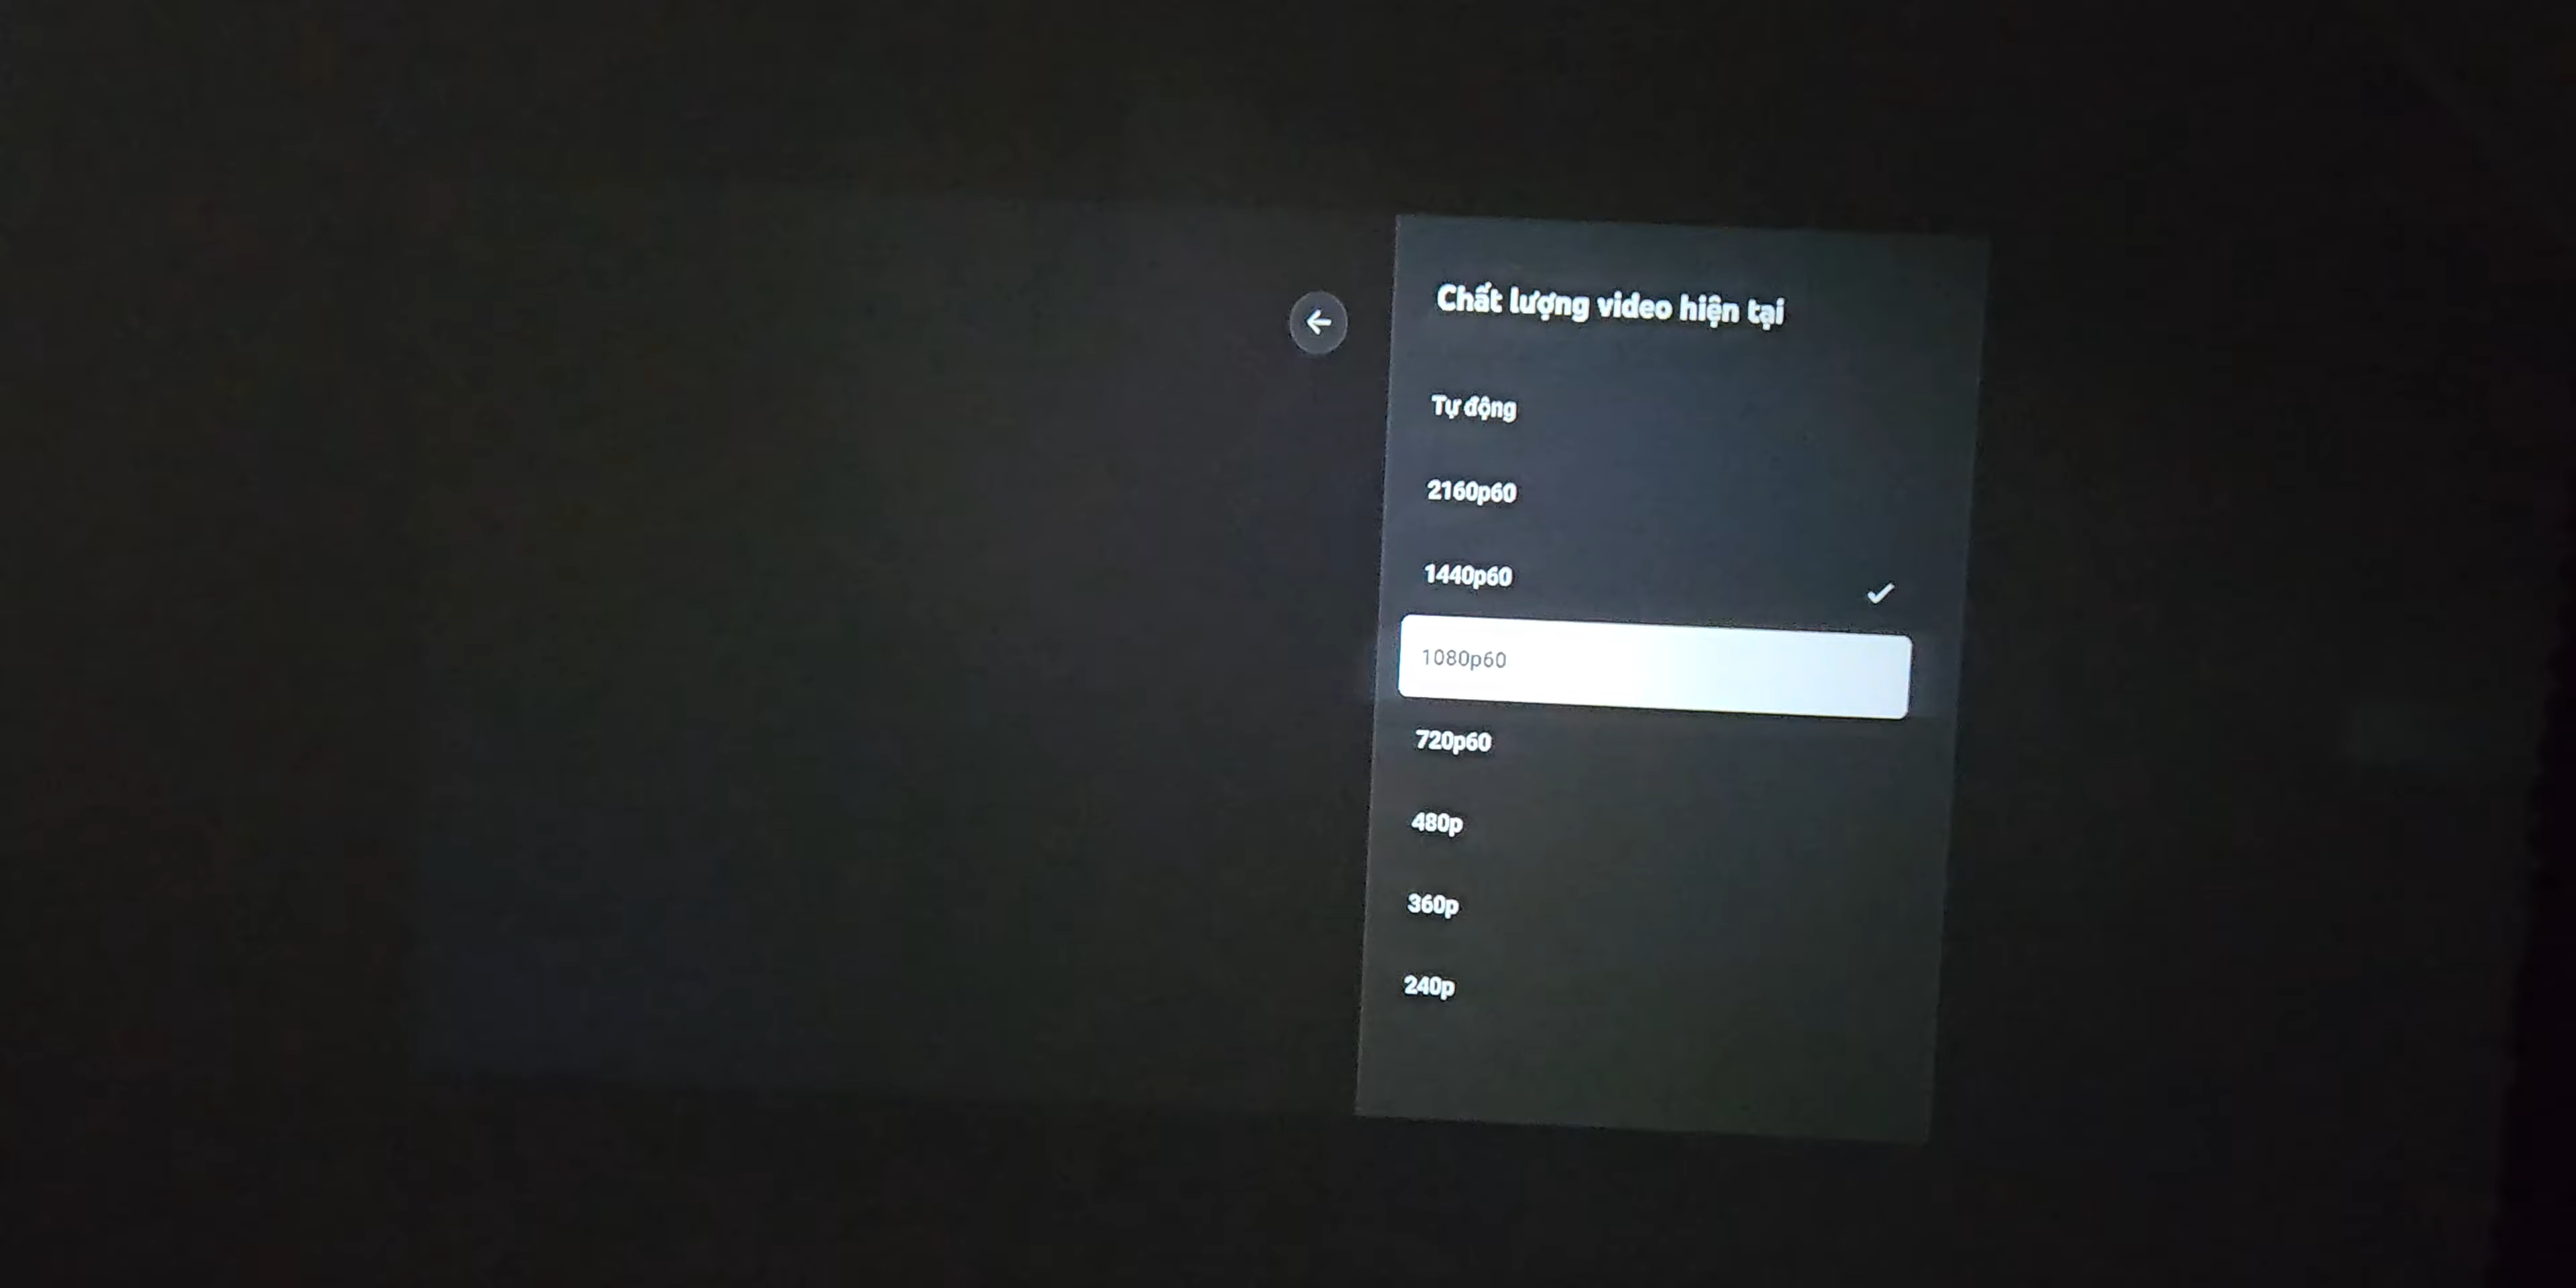 Chất lượng video hiện tại
Tự động
2160p60
1440p60
1080p60
720p60
480p
360p
240p